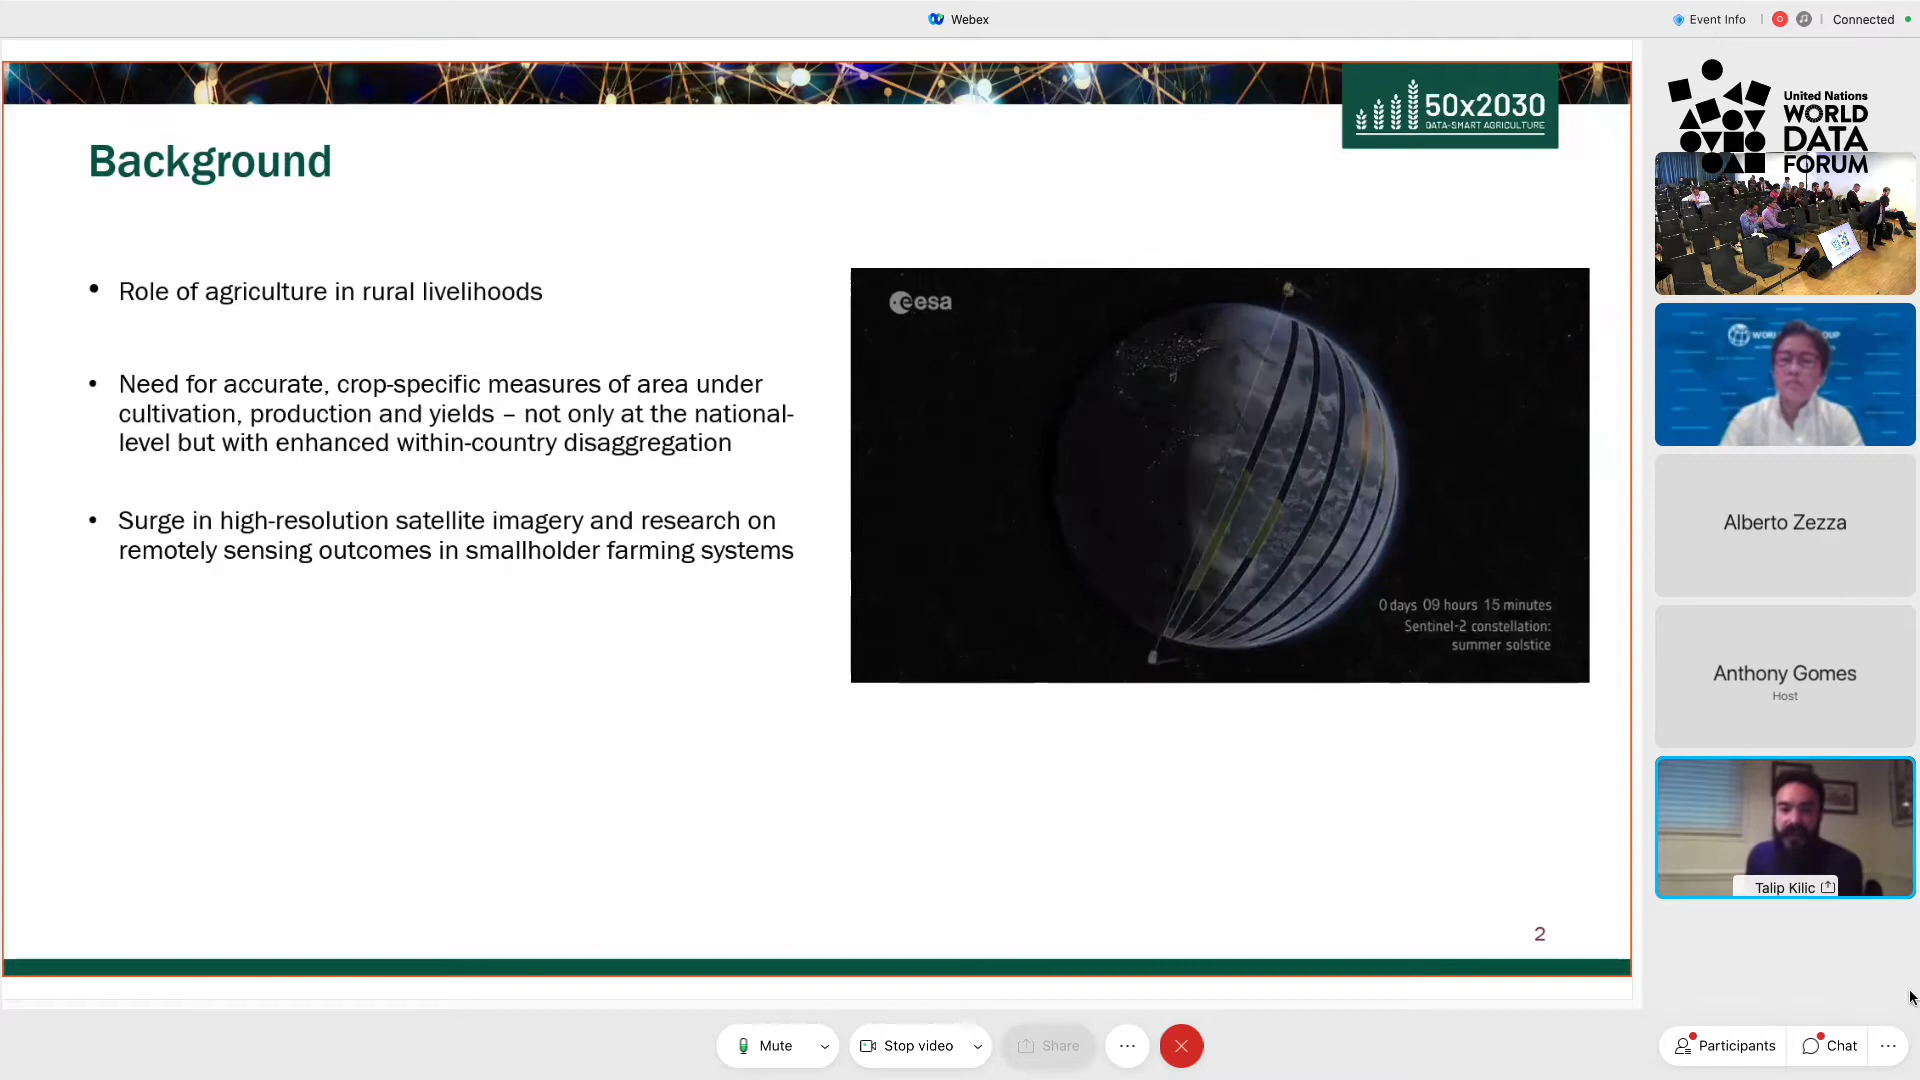 Webex
Event Info
Connected
50x2030
DATA-SMART AGRICULTURE
United Nations
WORLD
DATA
FORUM
Background
• Role of agriculture in rural livelihoods
• Need for accurate, crop-specific measures of area under
cultivation, production and yields – not only at the national-
level but with enhanced within-country disaggregation
• Surge in high-resolution satellite imagery and research on
remotely sensing outcomes in smallholder farming systems
esa
0 days 09 hours 15 minutes
Sentinel-2 constellation:
summer solstice
2
Alberto Zezza
Anthony Gomes
Host
Talip Kilic
Mute
Stop video
Share
Participants
Chat